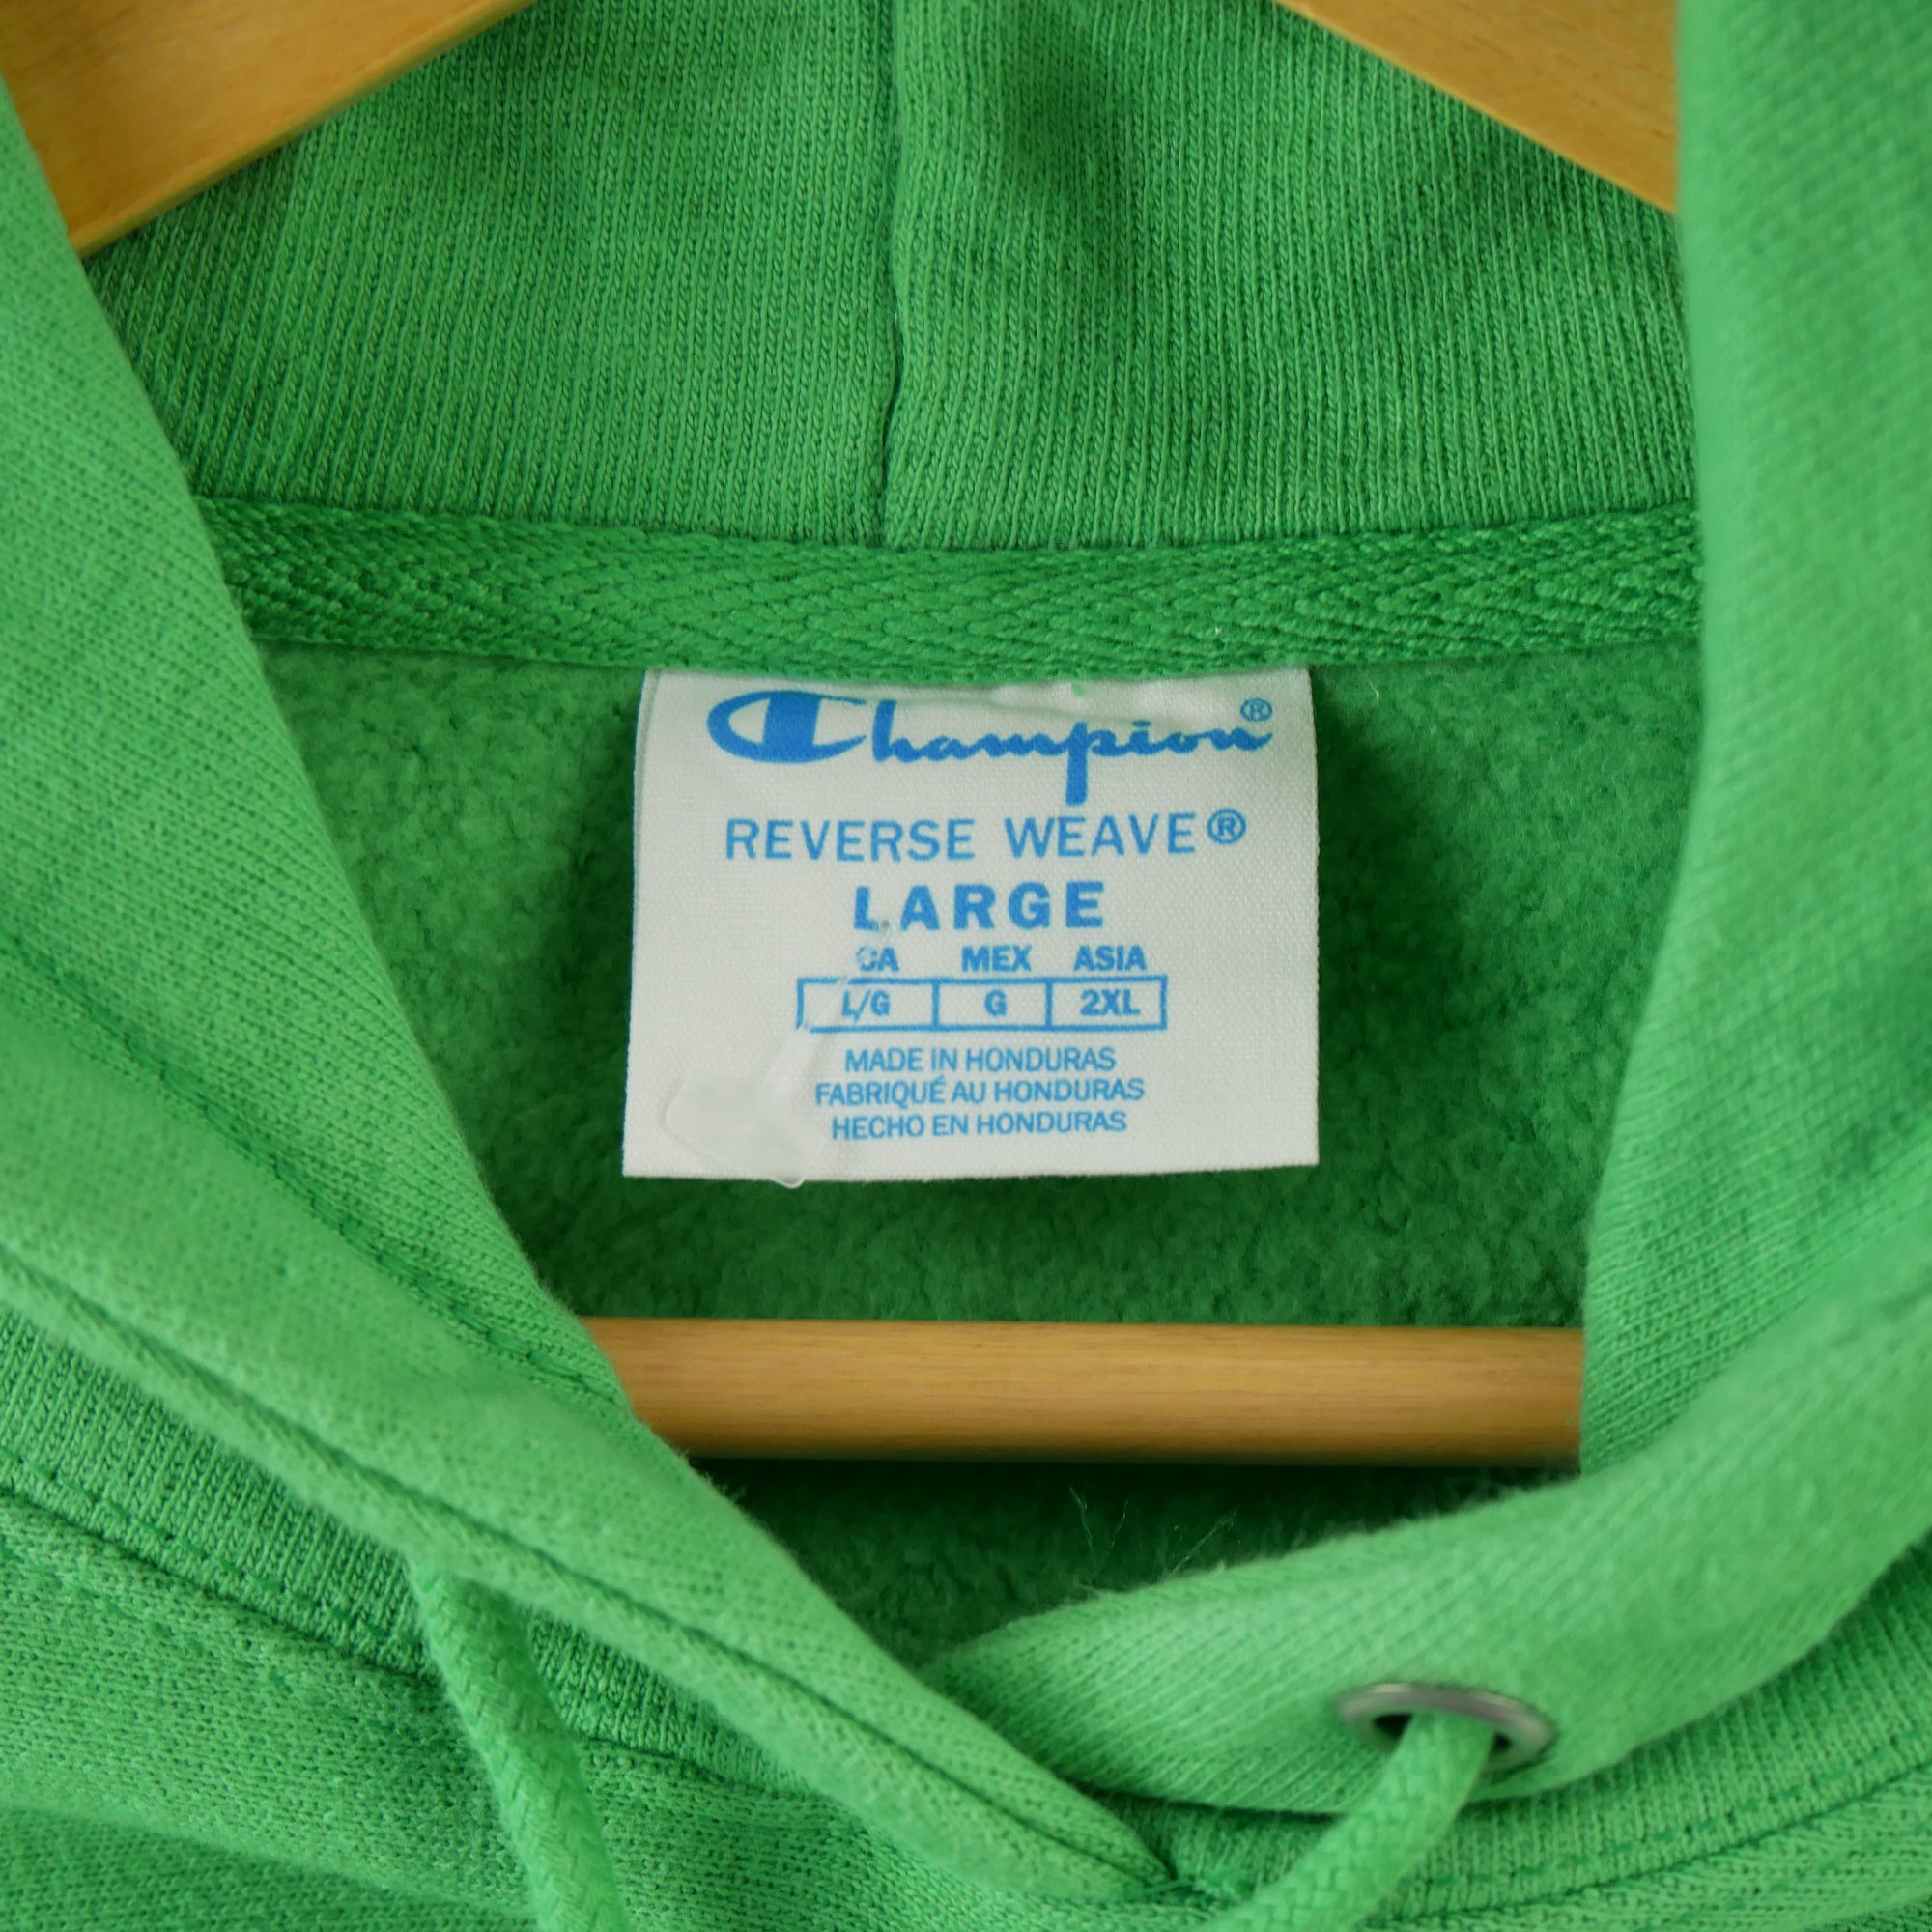 Champion®
REVERSE WEAVE®
LARGE
CA MEX ASIA
L/G G 2XL
MADE IN HONDURAS
FABRIQUÉ AU HONDURAS
HECHO EN HONDURAS